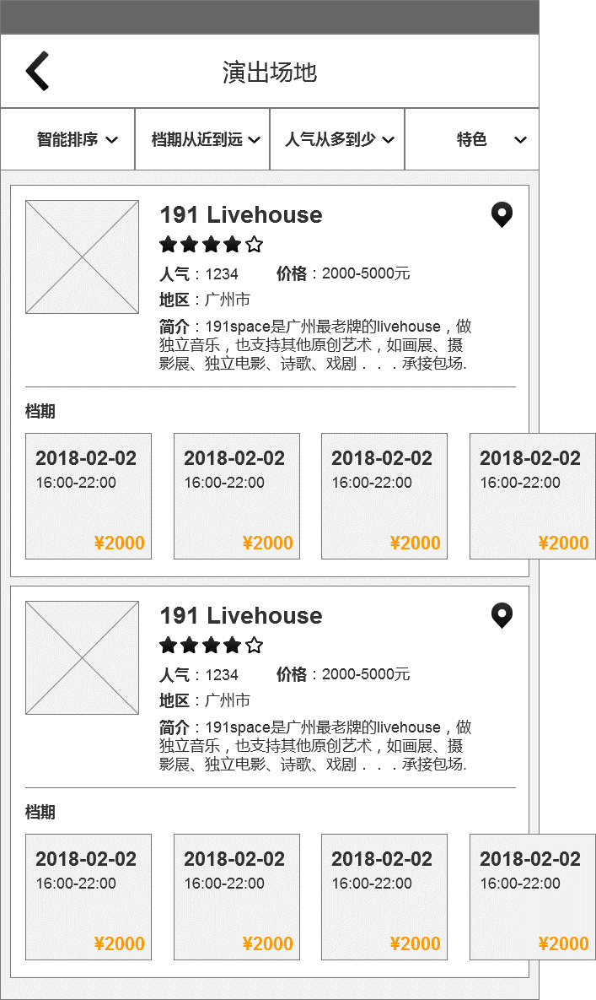 演出场地
智能排序 档期从近到远 人气从多到少 特色
191 Livehouse
人气：1234 价格：2000-5000元
地区：广州市
简介：191space是广州最老牌的livehouse，做
独立音乐，也支持其他原创艺术，如画展、摄
影展、独立电影、诗歌、戏剧．．．承接包场.
档期
2018-02-02 2018-02-02 2018-02-02 2018-02-02
16:00-22:00 16:00-22:00 16:00-22:00 16:00-22:00
¥2000 ¥2000 ¥2000 ¥2000
191 Livehouse
人气：1234 价格：2000-5000元
地区：广州市
简介：191space是广州最老牌的livehouse，做
独立音乐，也支持其他原创艺术，如画展、摄
影展、独立电影、诗歌、戏剧．．．承接包场.
档期
2018-02-02 2018-02-02 2018-02-02 2018-02-02
16:00-22:00 16:00-22:00 16:00-22:00 16:00-22:00
¥2000 ¥2000 ¥2000 ¥2000